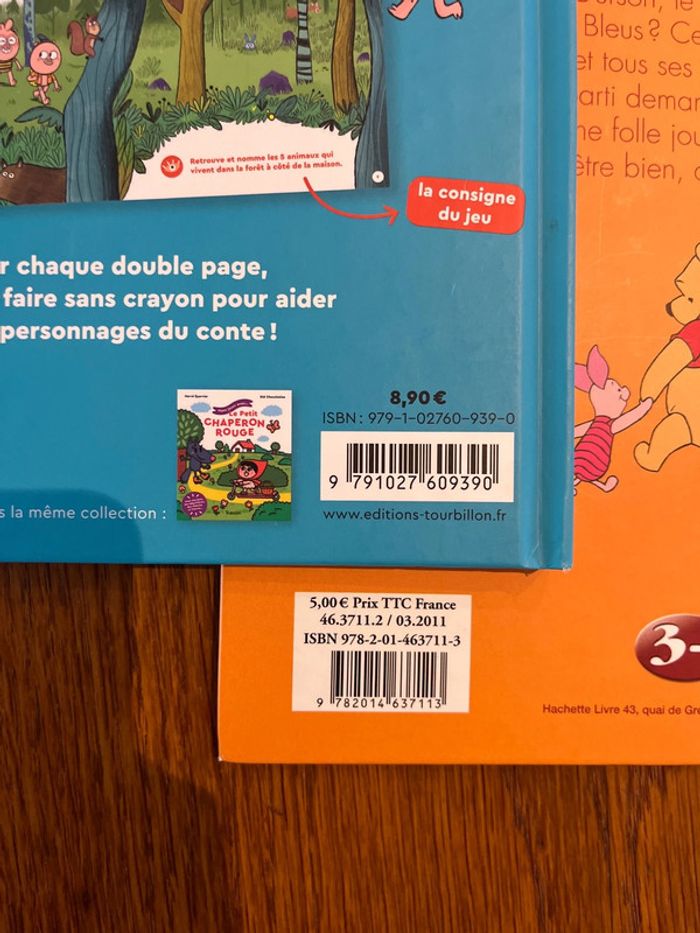 Retrouve et nomme les 5 animaux qui
vivent dans la forêt à côté de la maison.
la consigne
du jeu
r chaque double page,
faire sans crayon pour aider
personnages du conte !
8,90 €
ISBN : 979-1-02760-939-0
9 791027 609390
www.editions-tourbillon.fr
Le Petit
CHAPERON
ROUGE
s la même collection :
Bleus ? Ce
et tous ses
arti demar
ne folle jou
être bien, c
5,00 € Prix TTC France
46.3711.2 / 03.2011
ISBN 978-2-01-463711-3
9 782014 637113
3-
Hachette Livre 43, quai de Gre